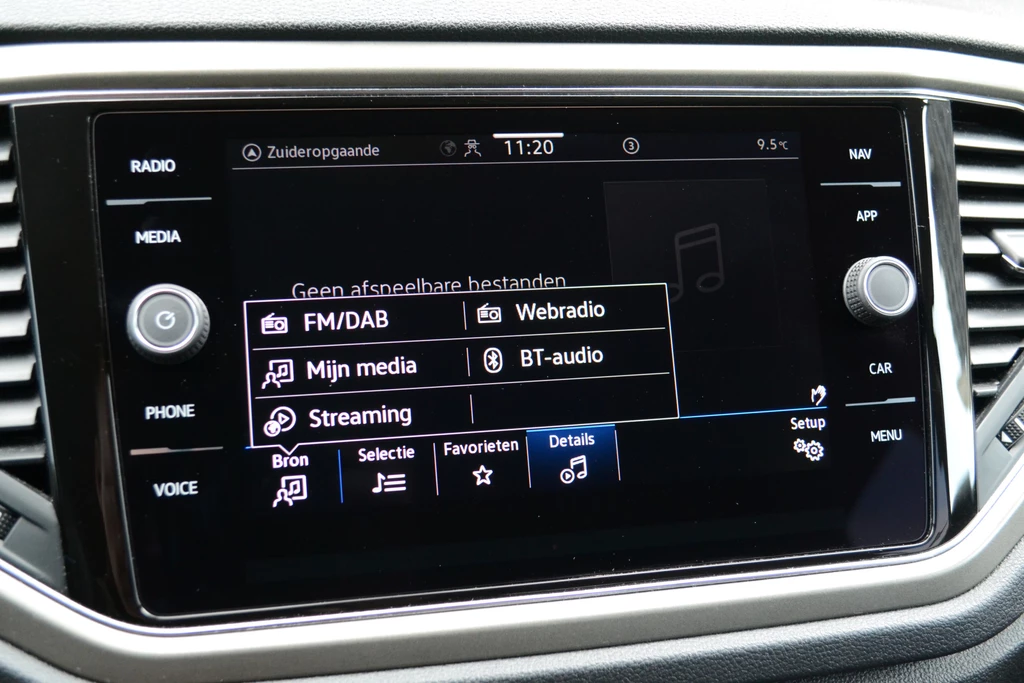 RADIO
MEDIA
PHONE
VOICE
Zuideropgaande
11:20
3
9.5°C
Geen afspeelbare bestanden
FM/DAB
Webradio
Mijn media
BT-audio
Streaming
Bron
Selectie
Favorieten
Details
Setup
NAV
APP
CAR
MENU